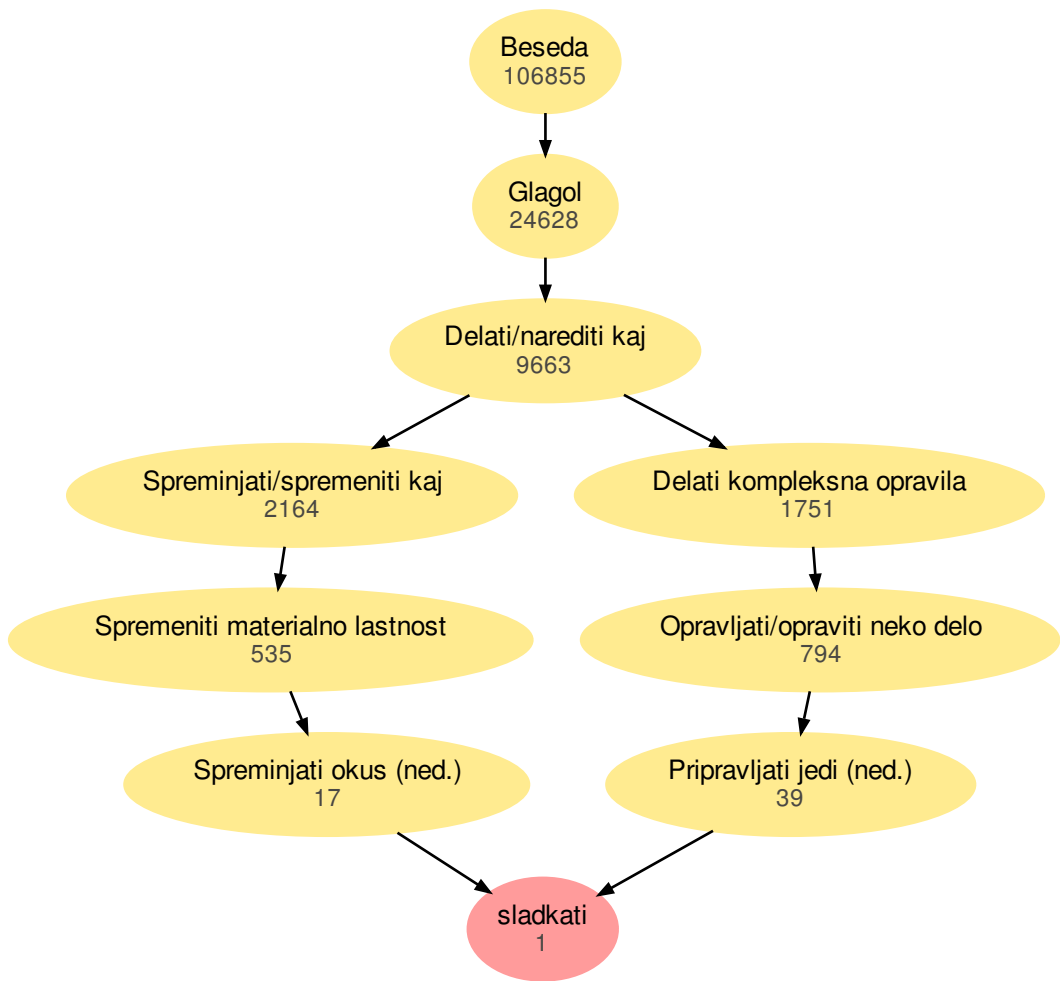 Beseda
106855
Glagol
24628
Delati/narediti kaj
9663
Spreminjati/spremeniti kaj
2164
Delati kompleksna opravila
1751
Spremeniti materialno lastnost
535
Opravljati/opraviti neko delo
794
Spreminjati okus (ned.)
17
Pripravljati jedi (ned.)
39
sladkati
1